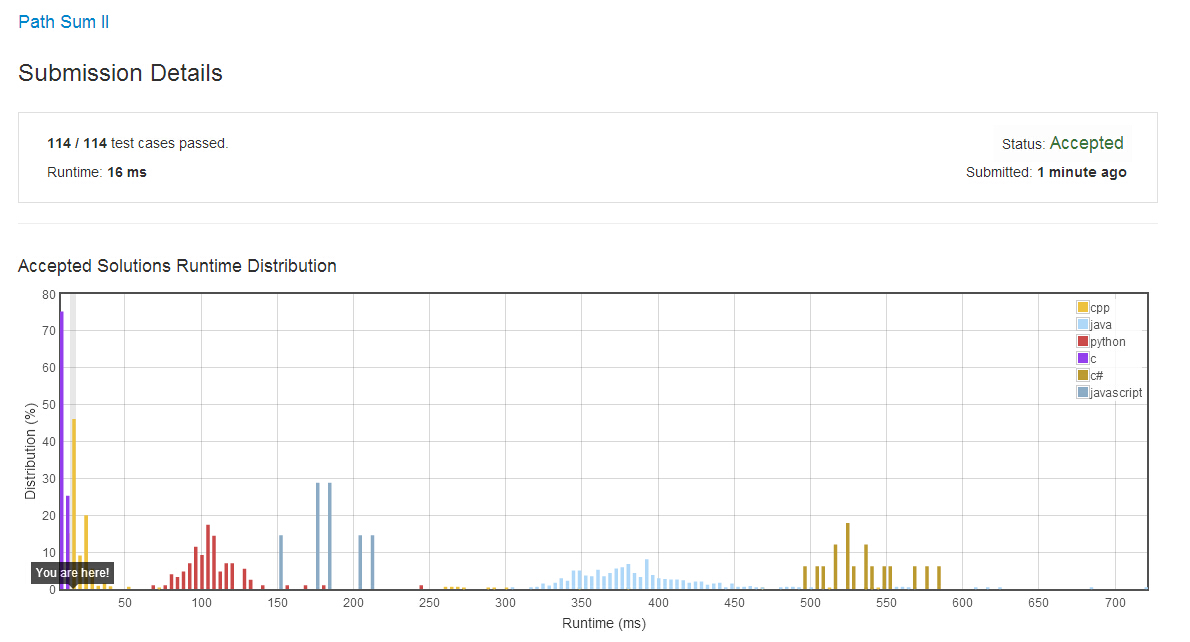 Path Sum II
Submission Details
114 / 114 test cases passed.
Status: Accepted
Runtime: 16 ms
Submitted: 1 minute ago
Accepted Solutions Runtime Distribution
80
70
60
50
40
30
20
10
0
Distribution (%)
cpp
java
python
c
c#
javascript
You are here!
50 100 150 200 250 300 350 400 450 500 550 600 650 700
Runtime (ms)